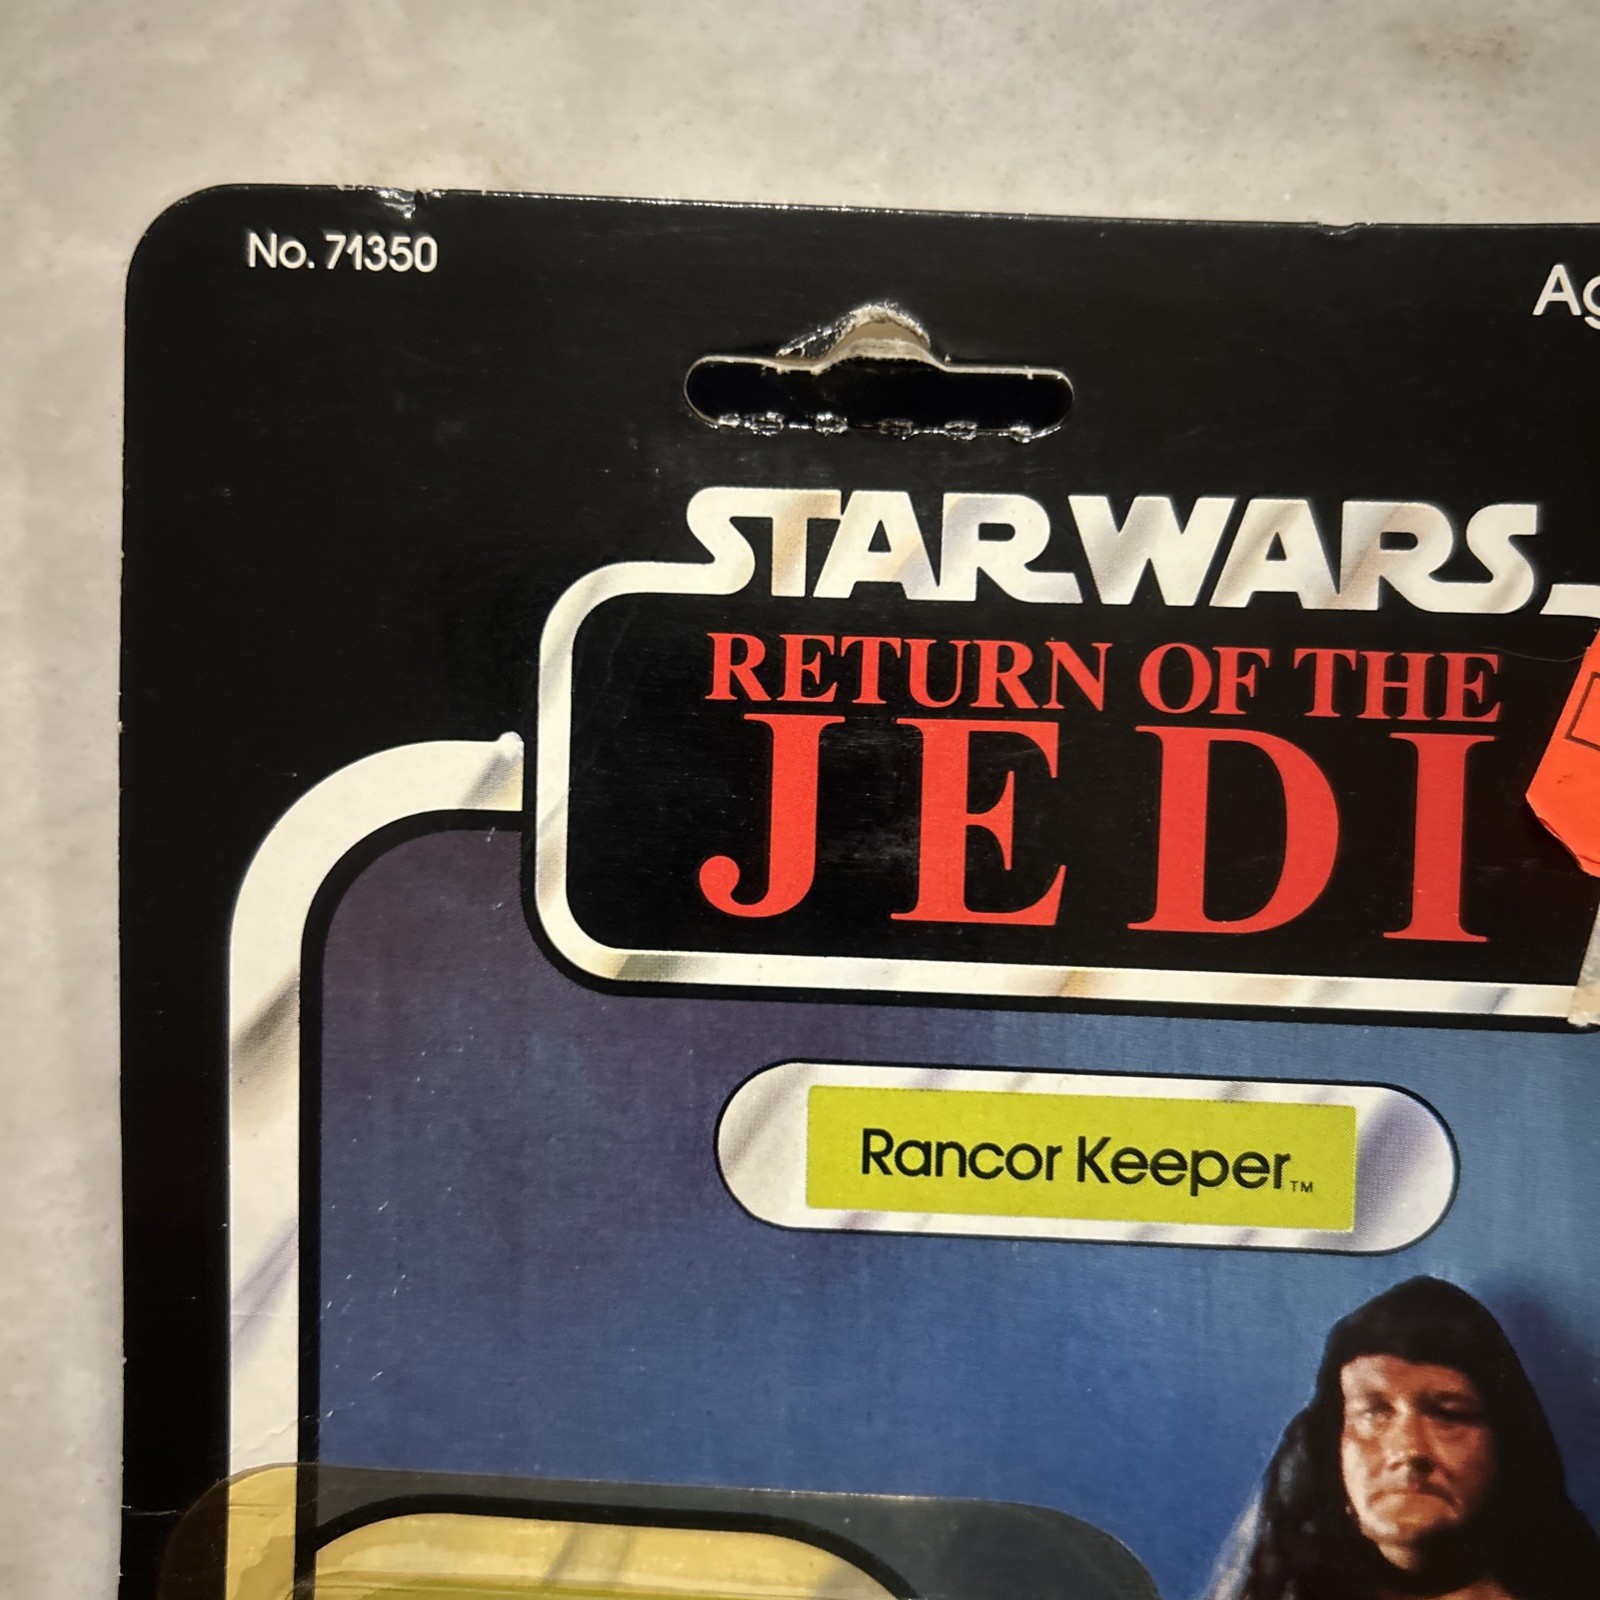 No. 71350
STAR WARS
RETURN OF THE
JEDI
Rancor Keeper™